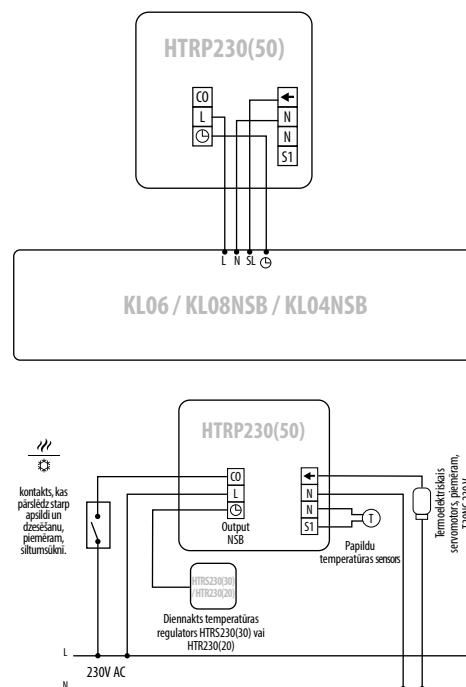 HTRP230(50)
CO
L
N
N
S1
L N SL
KL06 / KL08NSB / KL04NSB
HTRP230(50)
kontakts, kas
pārslēdz starp
apsildi un
dzesēšanu,
piemēram,
siltumsūkni.
CO
L
Output
NSB
N
N
S1
T
Papildu
temperatūras sensors
Termoelektriskais
servomotors, piemēram,
HTRS230(30)
/HTR230(20)
Diennakts temperatūras
regulators HTRS230(30) vai
HTR230(20)
L
230V AC
N